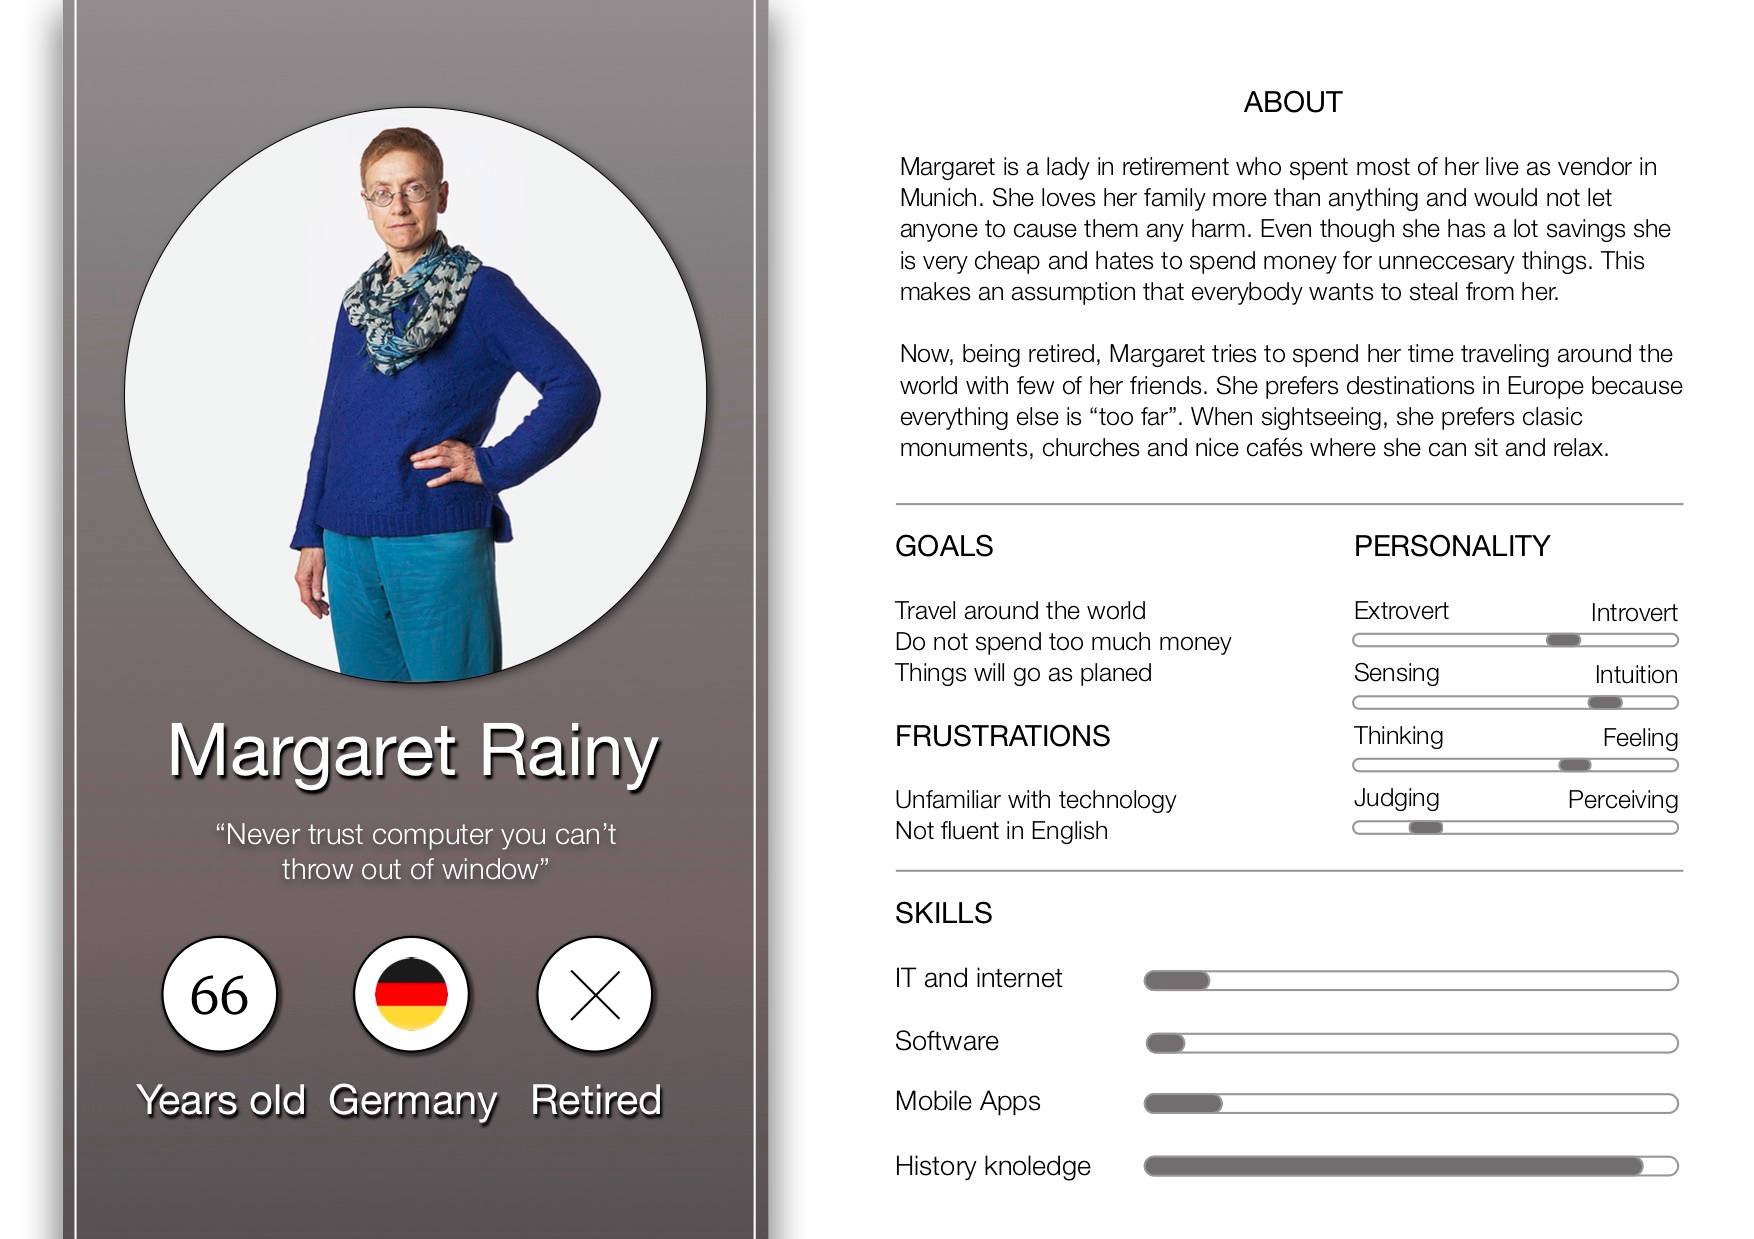 Margaret Rainy
“Never trust computer you can’t
throw out of window”
66
Years old
Germany
Retired
ABOUT
Margaret is a lady in retirement who spent most of her live as vendor in
Munich. She loves her family more than anything and would not let
anyone to cause them any harm. Even though she has a lot savings she
is very cheap and hates to spend money for unneccesary things. This
makes an assumption that everybody wants to steal from her.
Now, being retired, Margaret tries to spend her time traveling around the
world with few of her friends. She prefers destinations in Europe because
everything else is “too far”. When sightseeing, she prefers clasic
monuments, churches and nice cafés where she can sit and relax.
GOALS
Travel around the world
Do not spend too much money
Things will go as planed
FRUSTRATIONS
Unfamiliar with technology
Not fluent in English
PERSONALITY
Extrovert Introvert
Sensing Intuition
Thinking Feeling
Judging Perceiving
SKILLS
IT and internet
Software
Mobile Apps
History knoledge